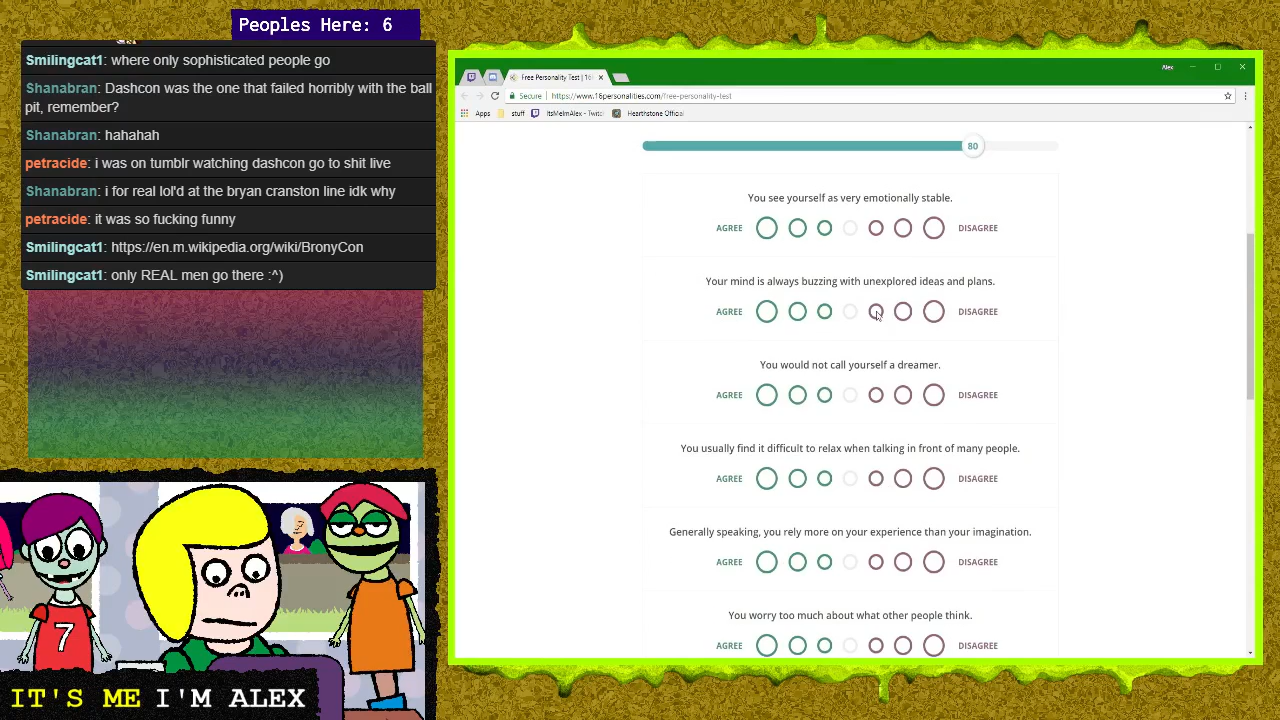 Peoples Here: 6
Smilingcat1: where only sophisticated people go
Shanabran: Dashcon was the one that failed horribly with the ball
pit, remember?
Shanabran: hahahah
petracide: i was on tumblr watching dashcon go to shit live
Shanabran: i for real lol'd at the bryan cranston line idk why
petracide: it was so fucking funny
Smilingcat1: https://en.m.wikipedia.org/wiki/BronyCon
Smilingcat1: only REAL men go there :^)
7
IT'S ME I'M ALEX
Free Personality Test | 16
Alex
Secure https://www.16personalities.com/free-personality-test
Apps stuff ItsMeImAlex - Twitc Hearthstone Official
80
You see yourself as very emotionally stable.
AGREE DISAGREE
Your mind is always buzzing with unexplored ideas and plans.
AGREE DISAGREE
You would not call yourself a dreamer.
AGREE DISAGREE
You usually find it difficult to relax when talking in front of many people.
AGREE DISAGREE
Generally speaking, you rely more on your experience than your imagination.
AGREE DISAGREE
You worry too much about what other people think.
AGREE DISAGREE